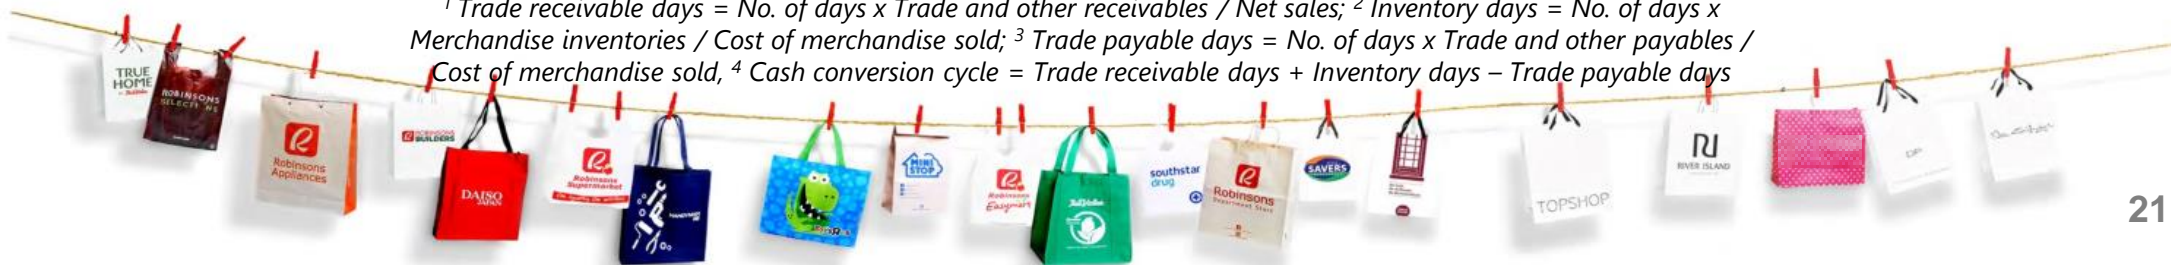 ¹ Trade receivable days = No. of days x Trade and other receivables / Net sales; ² Inventory days = No. of days x
Merchandise inventories / Cost of merchandise sold; ³ Trade payable days = No. of days x Trade and other payables /
Cost of merchandise sold, ⁴ Cash conversion cycle = Trade receivable days + Inventory days – Trade payable days
TRUE
HOME
ROBINSONS
SELECTIONS
Robinsons
Appliances
ROBINSONS
BUILDERS
DAISO
JAPAN
Robinsons
Supermarket
HANDYMAN
MINI
STOP
Robinsons
Easymart
southstar
drug
Robinsons
Department Store
SAVERS
TOPSHOP
RIVER ISLAND
21